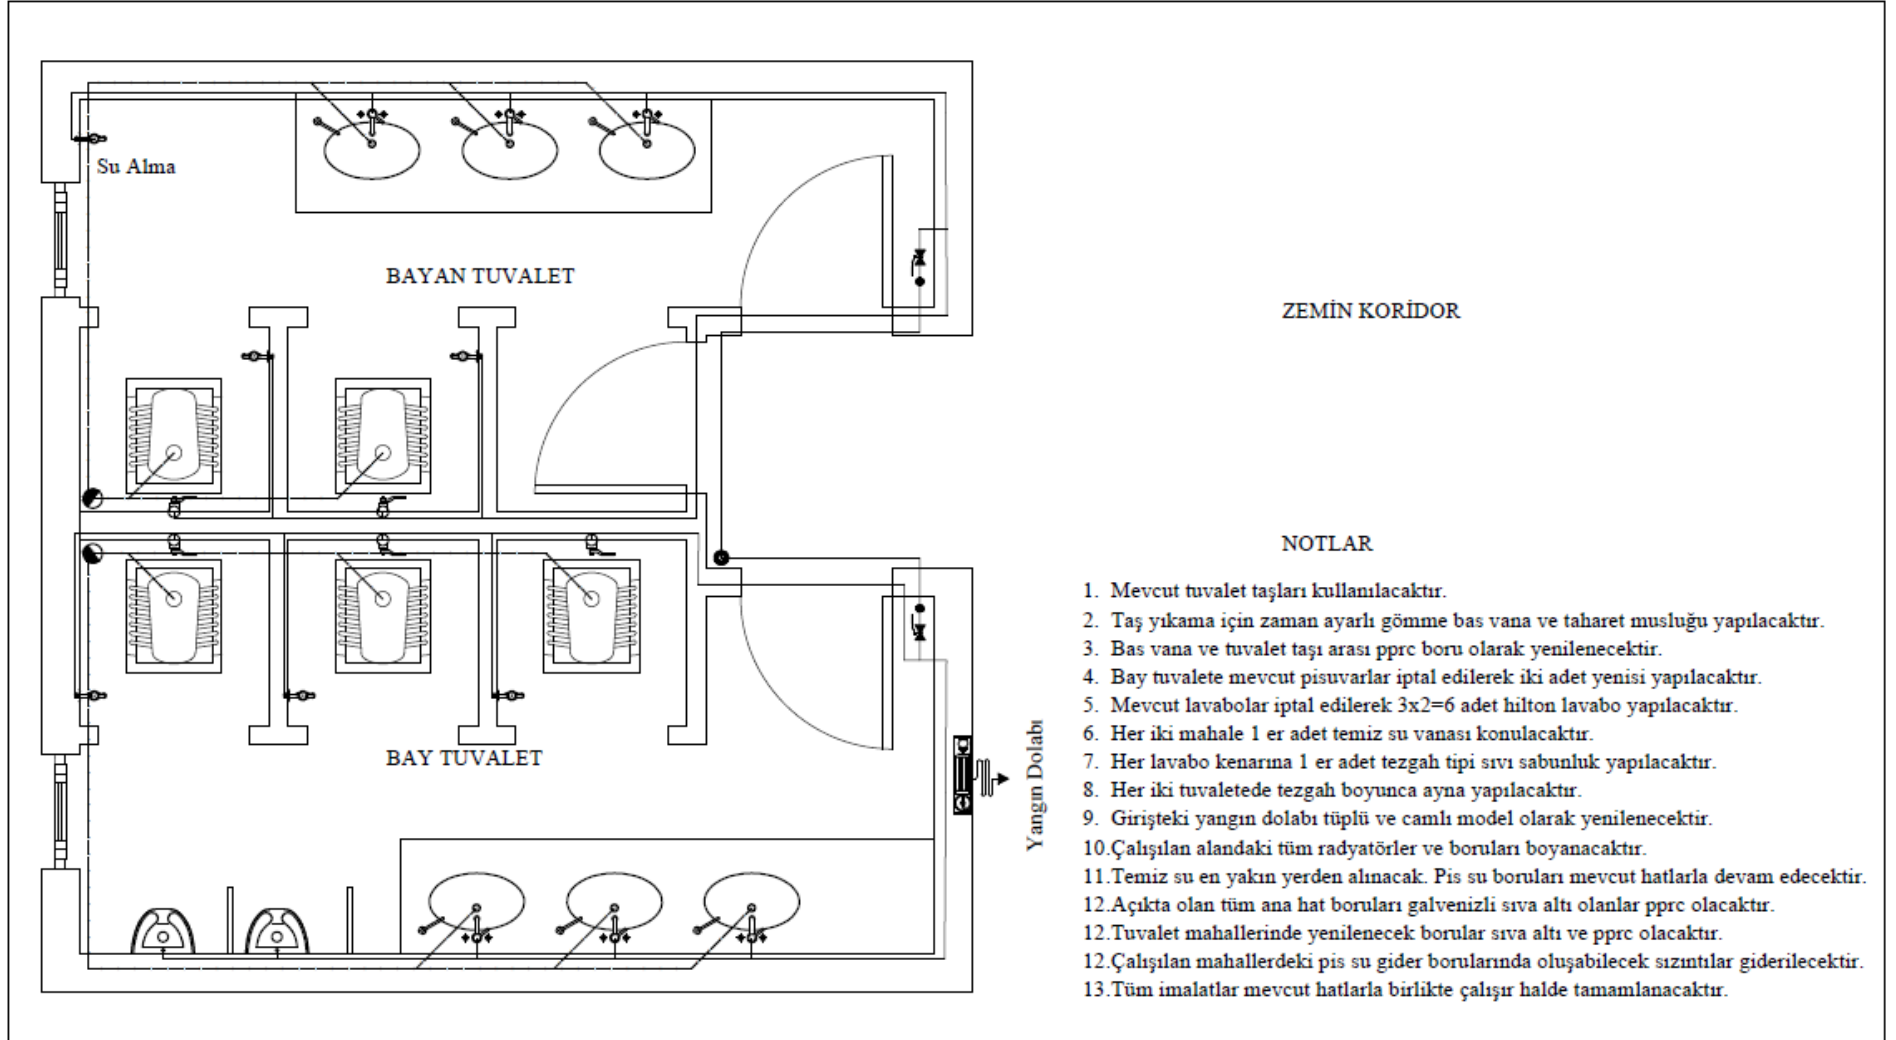 Su Alma
BAYAN TUVALET
ZEMİN KORİDOR
BAY TUVALET
Yangın Dolabı
NOTLAR
1. Mevcut tuvalet taşları kullanılacaktır.
2. Taş yıkama için zaman ayarlı gömme bas vana ve taharet musluğu yapılacaktır.
3. Bas vana ve tuvalet taşı arası pprc boru olarak yenilenecektir.
4. Bay tuvalete mevcut pisuvarlar iptal edilerek iki adet yenisi yapılacaktır.
5. Mevcut lavabolar iptal edilerek 3x2=6 adet hilton lavabo yapılacaktır.
6. Her iki mahale 1 er adet temiz su vanası konulacaktır.
7. Her lavabo kenarına 1 er adet tezgah tipi sıvı sabunluk yapılacaktır.
8. Her iki tuvaletede tezgah boyunca ayna yapılacaktır.
9. Girişteki yangın dolabı tüplü ve camlı model olarak yenilenecektir.
10.Çalışılan alandaki tüm radyatörler ve boruları boyanacaktır.
11.Temiz su en yakın yerden alınacak. Pis su boruları mevcut hatlarla devam edecektir.
12.Açıkta olan tüm ana hat boruları galvenizli sıva altı olanlar pprc olacaktır.
12.Tuvalet mahallerinde yenilenecek borular sıva altı ve pprc olacaktır.
12.Çalışılan mahallerdeki pis su gider borularında oluşabilecek sızıntılar giderilecektir.
13.Tüm imalatlar mevcut hatlarla birlikte çalışır halde tamamlanacaktır.